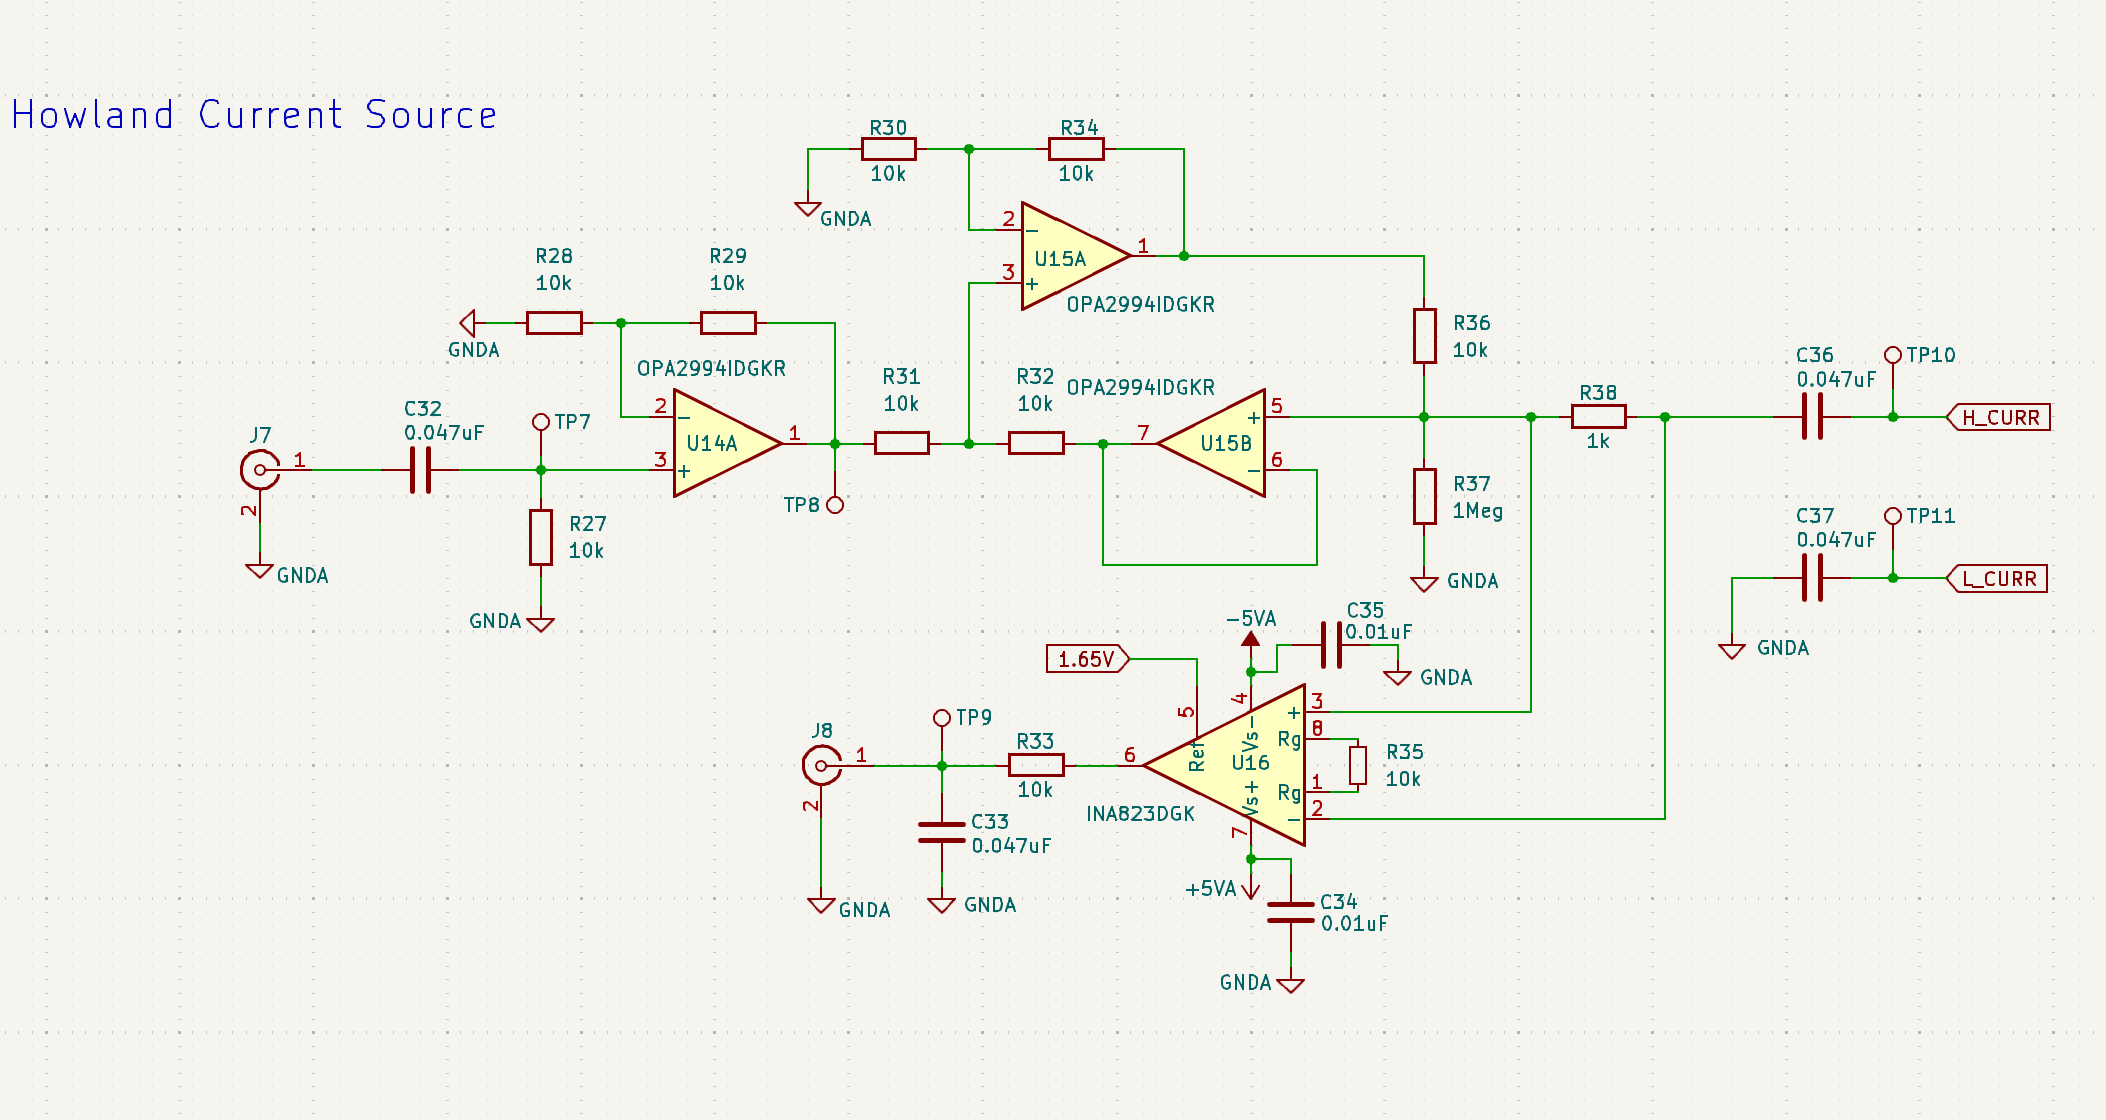 Howland Current Source
R30
10k
R34
10k
GNDA
2
3
1
U15A
OPA2994IDGKR
R28
10k
R29
10k
GNDA
OPA2994IDGKR
2
3
1
U14A
C32
0.047uF
TP7
J7
1
2
GNDA
R27
10k
GNDA
TP8
R31
10k
R32
10k
OPA2994IDGKR
5
6
7
U15B
R36
10k
R37
1Meg
GNDA
R38
1k
C36
0.047uF
TP10
H_CURR
C37
0.047uF
TP11
L_CURR
GNDA
-5VA
C35
0.01uF
GNDA
1.65V
5
4
3
8
1
2
6
7
Ref
Vs-
Vs+
Rg
Rg
U16
INA823DGK
R35
10k
TP9
J8
1
2
R33
10k
C33
0.047uF
GNDA
GNDA
+5VA
C34
0.01uF
GNDA